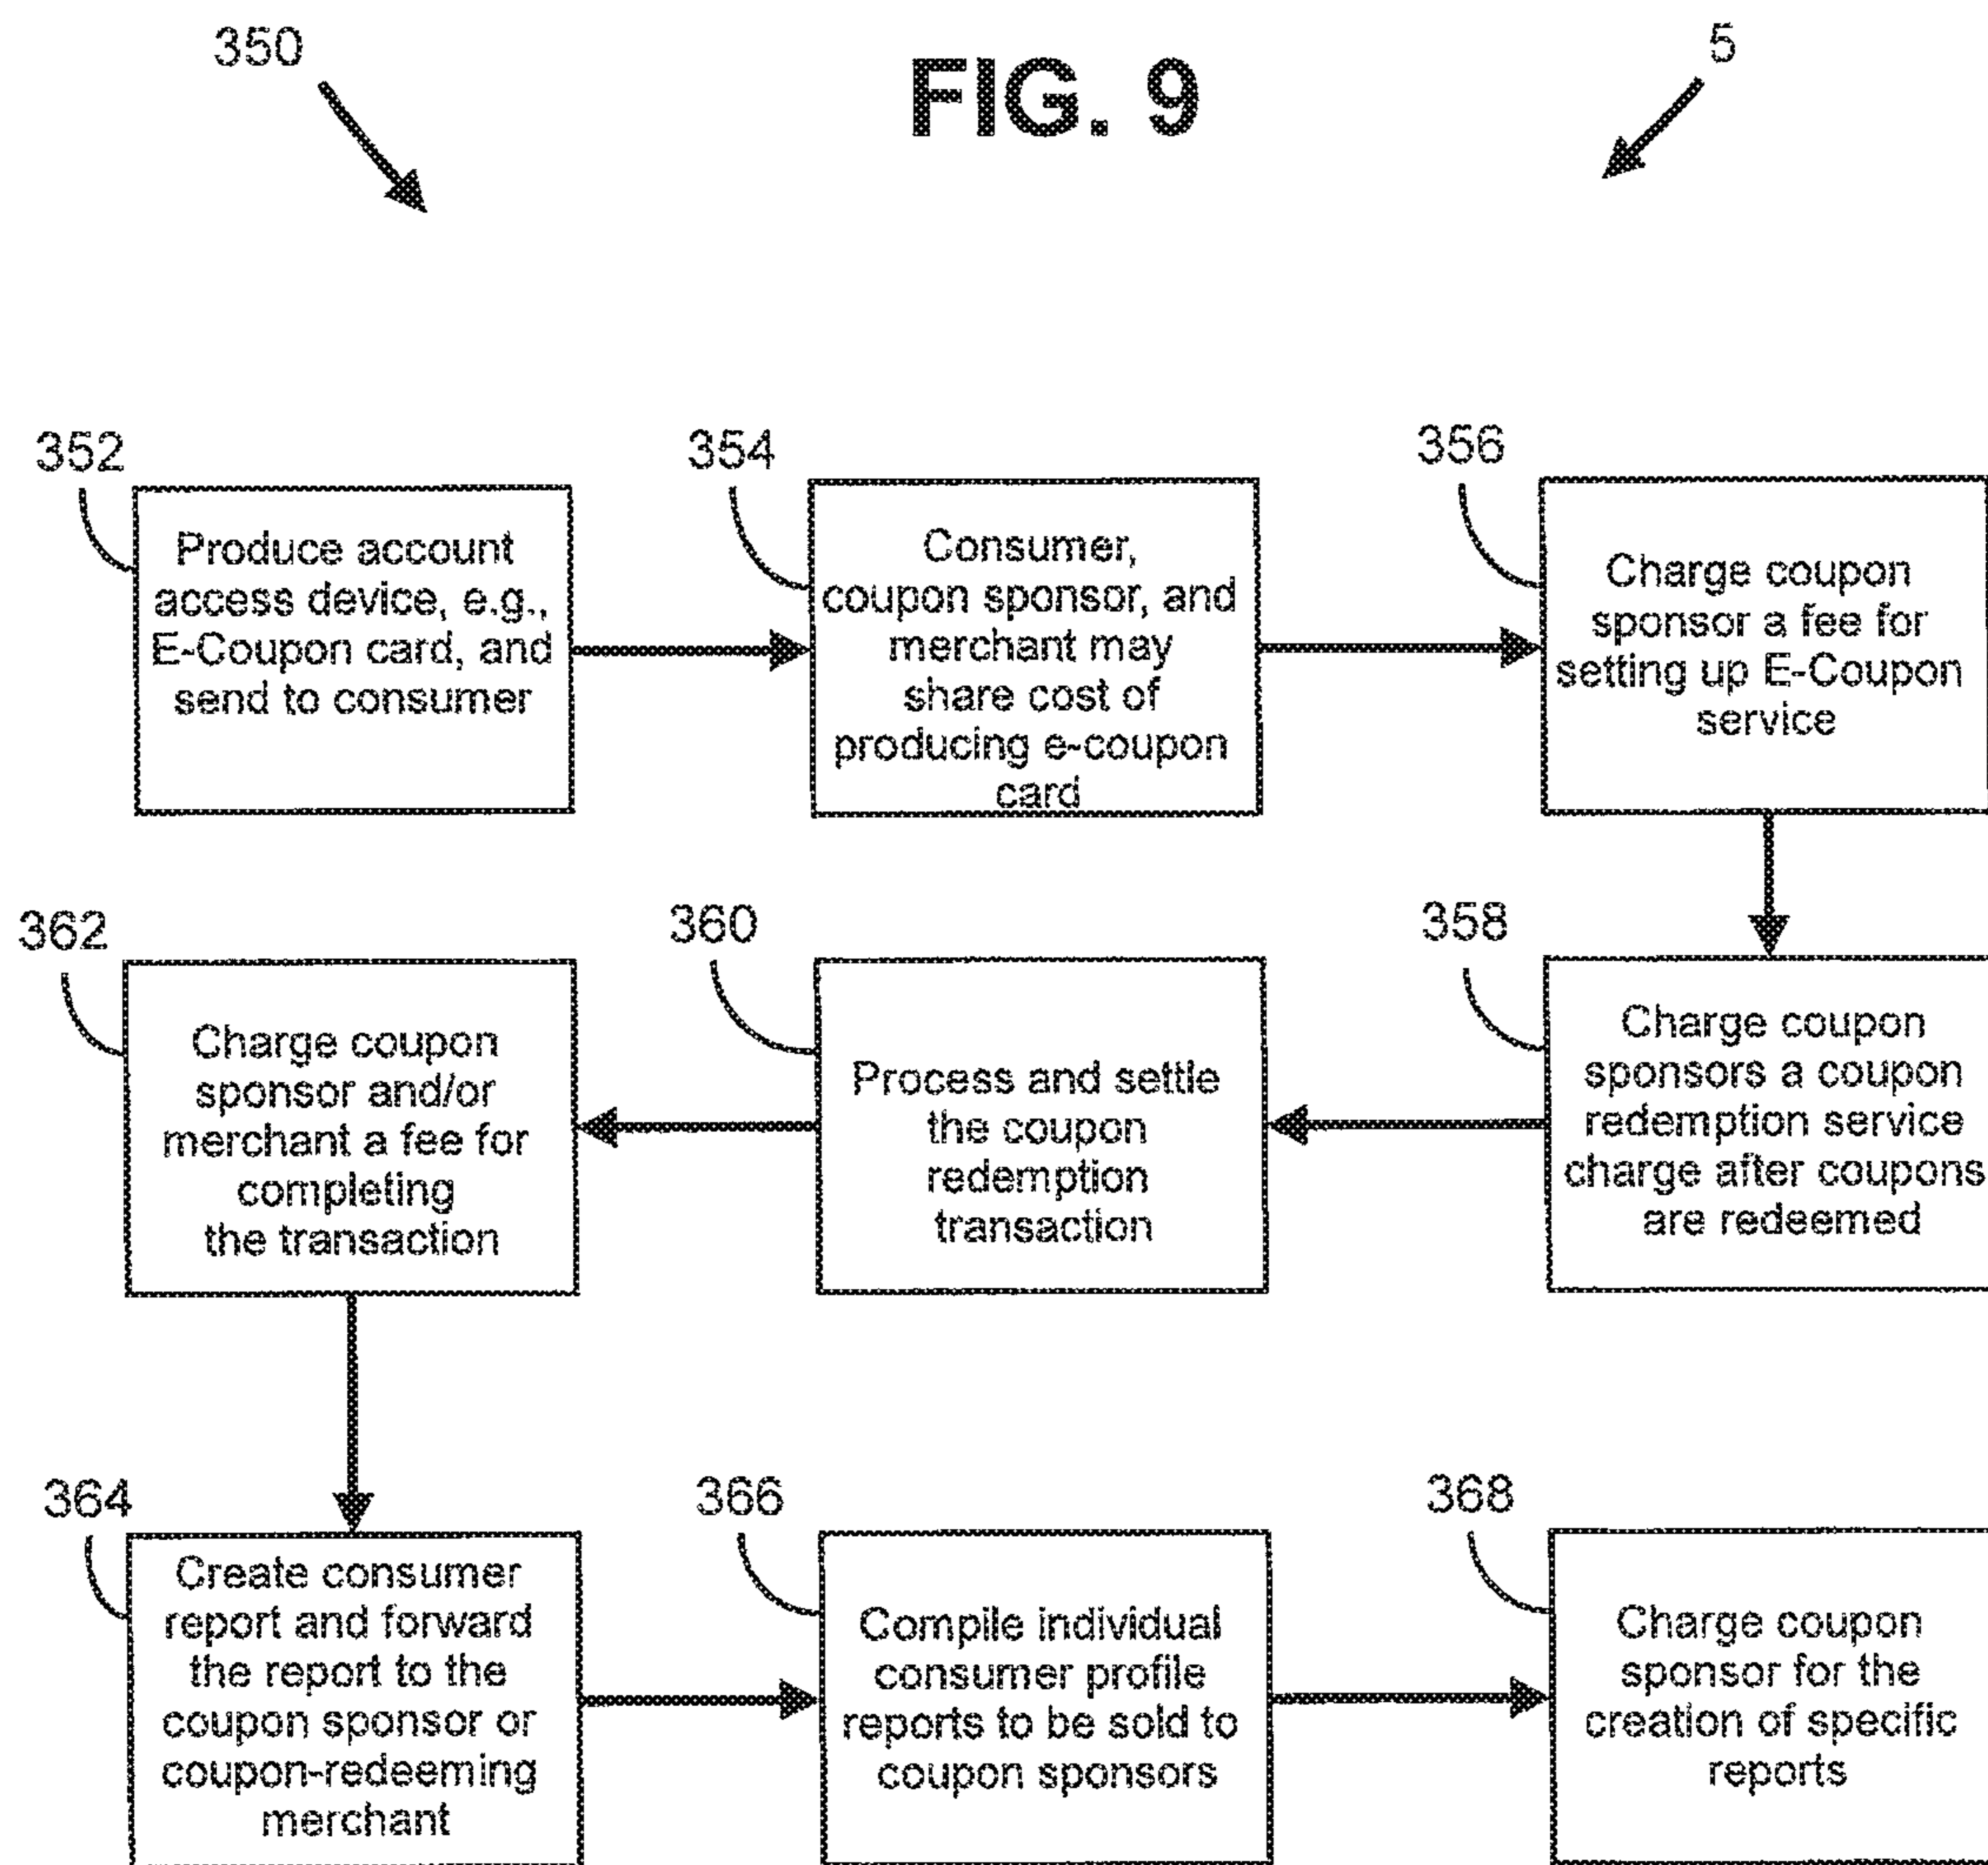 350
FIG. 9
5
352
Produce account
access device, e.g.,
E-Coupon card, and
send to consumer
354
Consumer,
coupon sponsor, and
merchant may
share cost of
producing e-coupon
card
356
Charge coupon
sponsor a fee for
setting up E-Coupon
service
358
Charge coupon
sponsors a coupon
redemption service
charge after coupons
are redeemed
360
Process and settle
the coupon
redemption
transaction
362
Charge coupon
sponsor and/or
merchant a fee for
completing
the transaction
364
Create consumer
report and forward
the report to the
coupon sponsor or
coupon-redeeming
merchant
366
Compile individual
consumer profile
reports to be sold to
coupon sponsors
368
Charge coupon
sponsor for the
creation of specific
reports